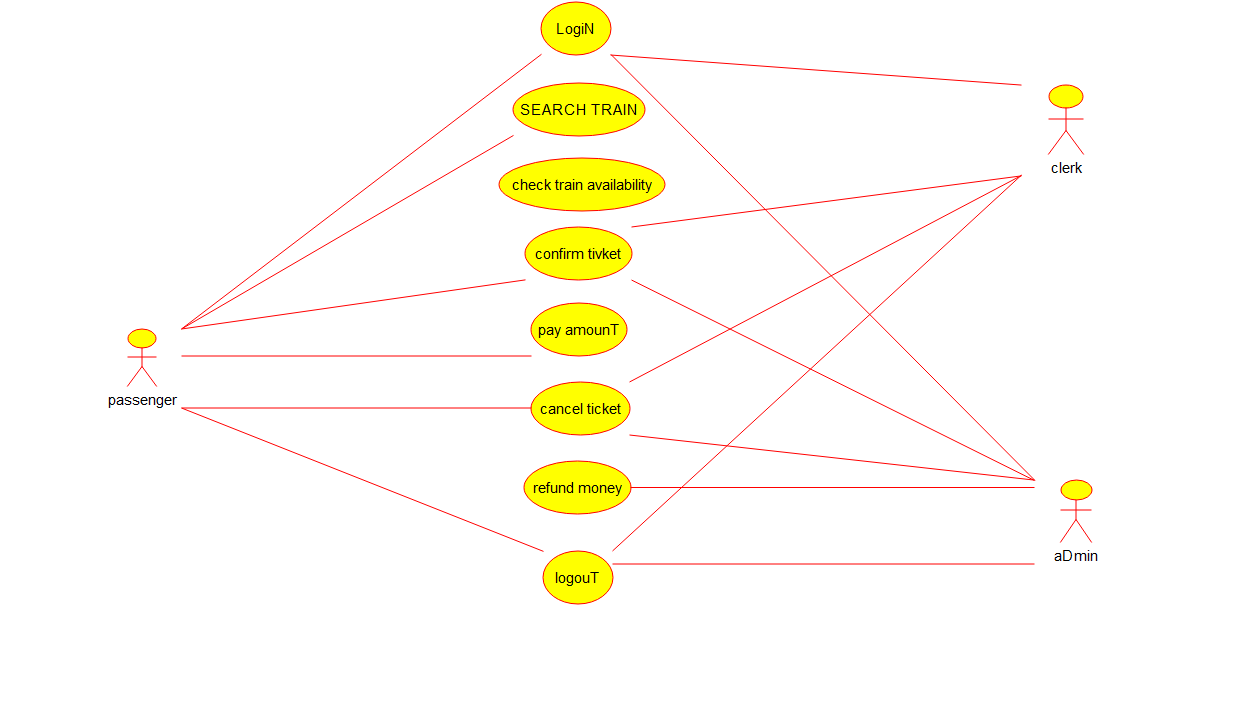 LogiN
SEARCH TRAIN
clerk
check train availability
confirm tivket
pay amounT
passenger
cancel ticket
refund money
aDmin
logouT